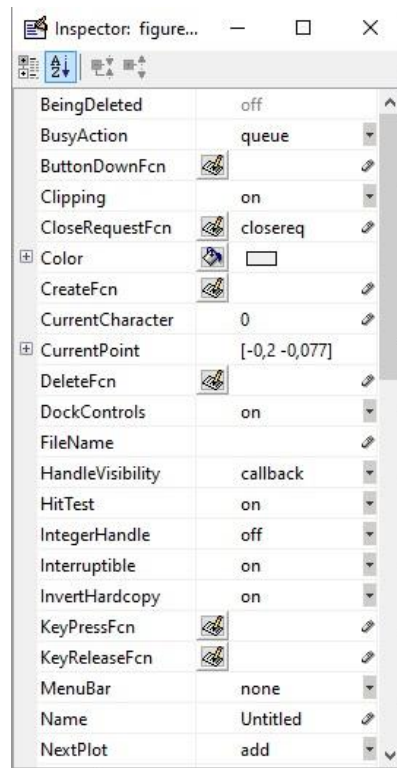 Inspector: figure...
BeingDeleted off
BusyAction queue
ButtonDownFcn
Clipping on
CloseRequestFcn closereq
Color
CreateFcn
CurrentCharacter 0
CurrentPoint [-0,2 -0,077]
DeleteFcn
DockControls on
FileName
HandleVisibility callback
HitTest on
IntegerHandle off
Interruptible on
InvertHardcopy on
KeyPressFcn
KeyReleaseFcn
MenuBar none
Name Untitled
NextPlot add